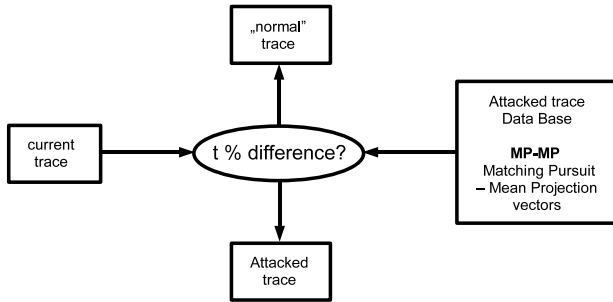 „normal”
trace
current
trace
t % difference?
Attacked trace
Data Base
MP-MP
Matching Pursuit
– Mean Projection
vectors
Attacked
trace